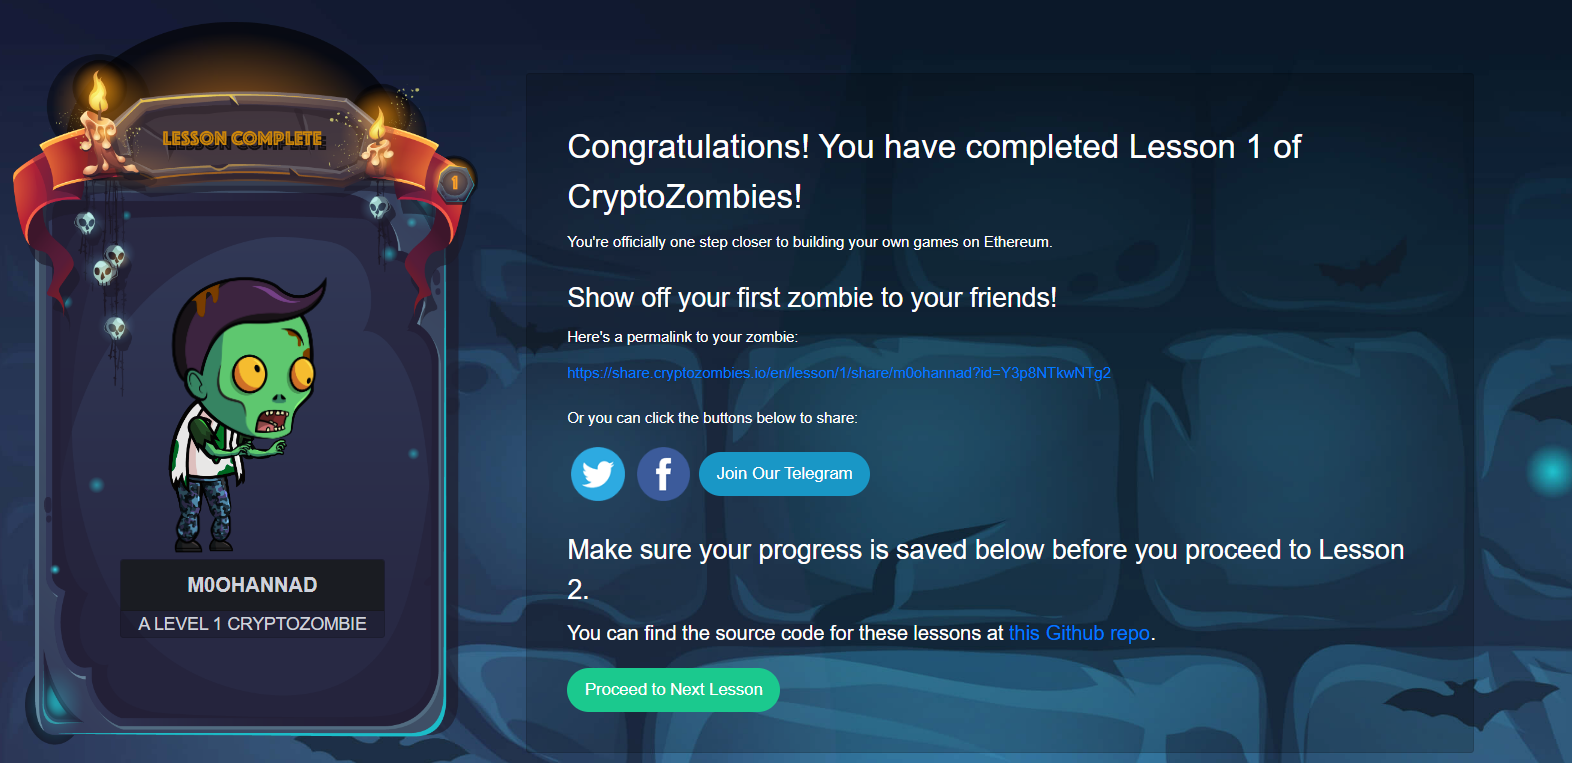 LESSON COMPLETE
1
M0OHANNAD
A LEVEL 1 CRYPTOZOMBIE
Congratulations! You have completed Lesson 1 of
CryptoZombies!
You're officially one step closer to building your own games on Ethereum.
Show off your first zombie to your friends!
Here's a permalink to your zombie:
https://share.cryptozombies.io/en/lesson/1/share/m0ohannad?id=Y3p8NTkwNTg2
Or you can click the buttons below to share:
Join Our Telegram
Make sure your progress is saved below before you proceed to Lesson
2.
You can find the source code for these lessons at this Github repo.
Proceed to Next Lesson